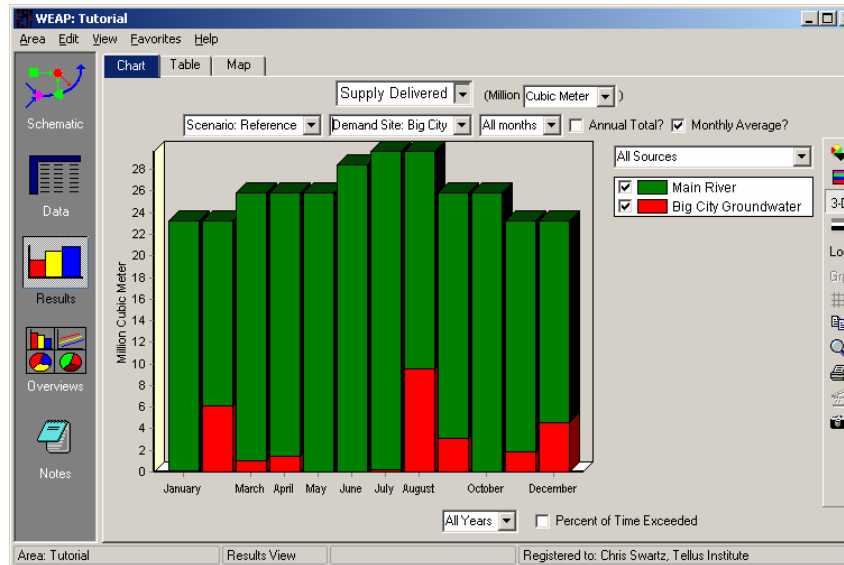 WEAP: Tutorial
Area Edit View Favorites Help
Chart Table Map
Supply Delivered (Million Cubic Meter )
Scenario: Reference Demand Site: Big City All months Annual Total? Monthly Average?
All Sources
Main River
Big City Groundwater
Schematic
Data
Results
Overviews
Notes
3-D
Million Cubic Meter
28
26
24
22
20
18
16
14
12
10
8
6
4
2
0
January March April May June July August October December
All Years Percent of Time Exceeded
Area: Tutorial Results View Registered to: Chris Swartz, Tellus Institute